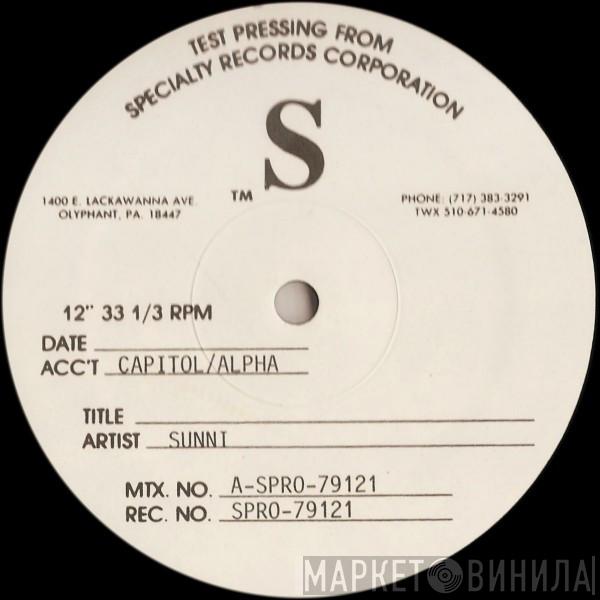 TEST PRESSING FROM
SPECIALTY RECORDS CORPORATION
S
TM
1400 E. LACKAWANNA AVE.
OLYPHANT, PA. 18447
PHONE: (717) 383-3291
TWX 510-671-4580
12" 33 1/3 RPM
DATE
ACC'T CAPITOL/ALPHA
TITLE
ARTIST SUNNI
MTX. NO. A-SPRO-79121
REC. NO. SPRO-79121
МАРКЕТ ВИНИЛА